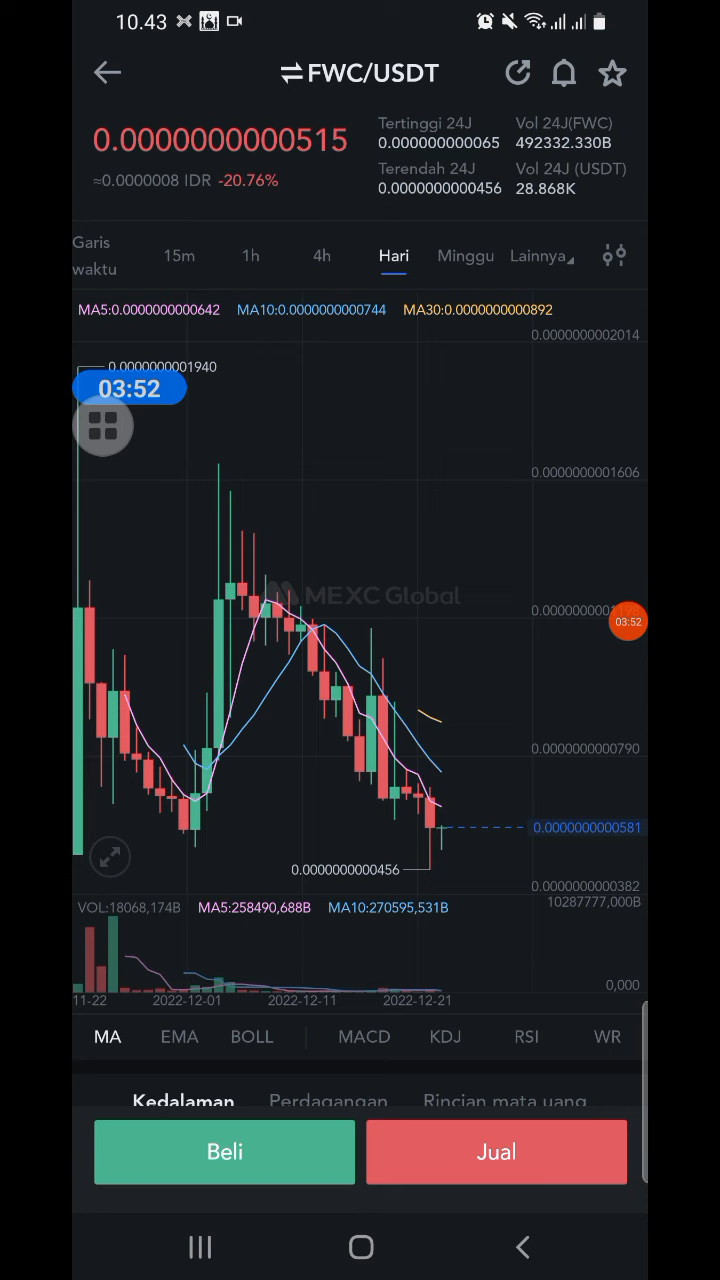 10.43
FWC/USDT
0.0000000000515
≈0.0000008 IDR -20.76%
Tertinggi 24J
0.000000000065
Terendah 24J
0.0000000000456
Vol 24J(FWC)
492332.330B
Vol 24J (USDT)
28.868K
Garis waktu
15m
1h
4h
Hari
Minggu
Lainnya
MA5:0.0000000000642
MA10:0.0000000000744
MA30:0.0000000000892
0.0000000002014
0.0000000001940
03:52
0.0000000001606
MEXC Global
0.0000000001198
03:52
0.0000000000790
0.0000000000581
0.0000000000456
0.0000000000382
VOL:18068,174B
MA5:258490,688B
MA10:270595,531B
10287777,000B
0,000
11-22
2022-12-01
2022-12-11
2022-12-21
MA
EMA
BOLL
MACD
KDJ
RSI
WR
Kedalaman
Perdagangan
Rincian mata uang
Beli
Jual